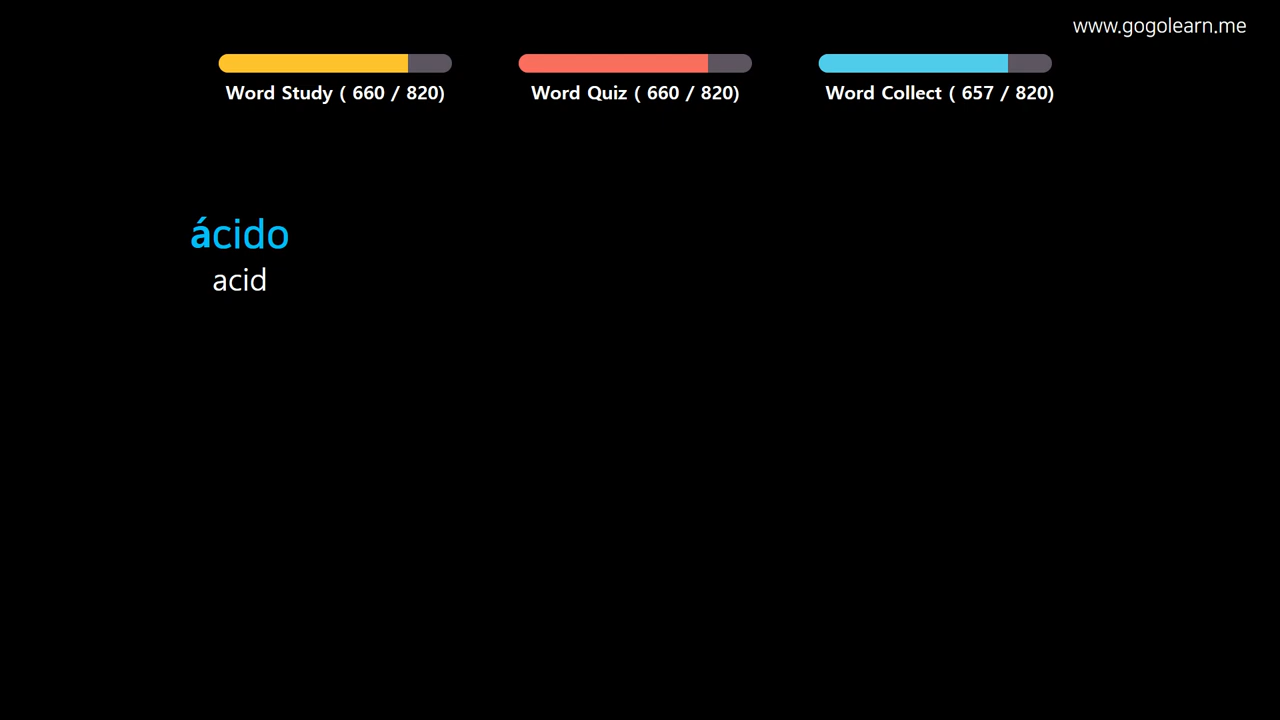 www.gogolearn.me
Word Study ( 660 / 820)
Word Quiz ( 660 / 820)
Word Collect ( 657 / 820)
ácido
acid